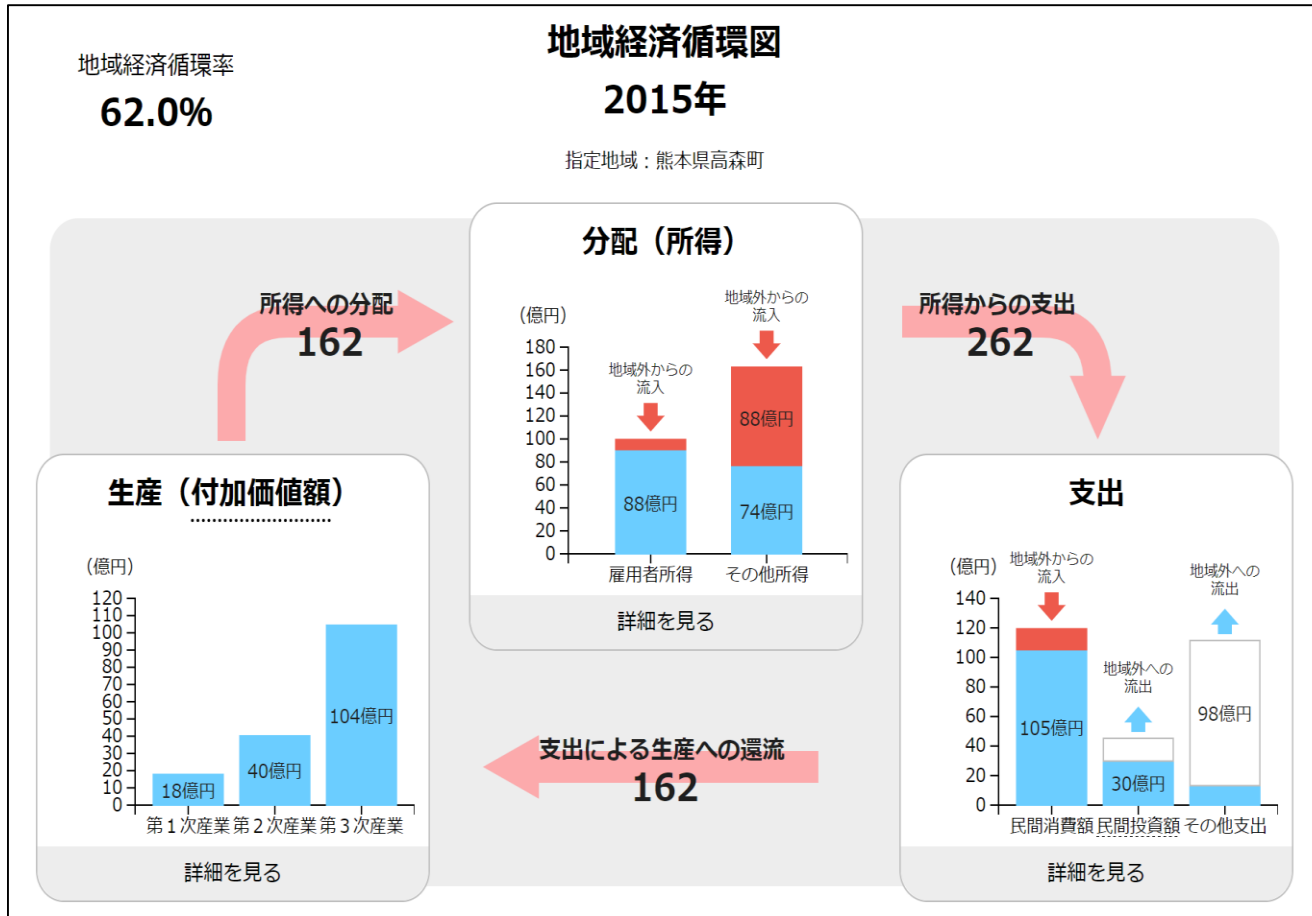 地域経済循環図
2015年
指定地域：熊本県高森町
地域経済循環率
62.0%
所得への分配
162
分配（所得）
（億円）
180
160
140
120
100
80
60
40
20
0
地域外からの
流入
地域外からの
流入
88億円
88億円
74億円
雇用者所得
その他所得
詳細を見る
所得からの支出
262
生産（付加価値額）
（億円）
120
110
100
90
80
70
60
50
40
30
20
10
0
18億円
40億円
104億円
第１次産業
第２次産業
第３次産業
詳細を見る
支出による生産への還流
162
支出
（億円）
140
120
100
80
60
40
20
0
地域外からの
流入
地域外への
流出
地域外への
流出
105億円
30億円
98億円
民間消費額
民間投資額
その他支出
詳細を見る